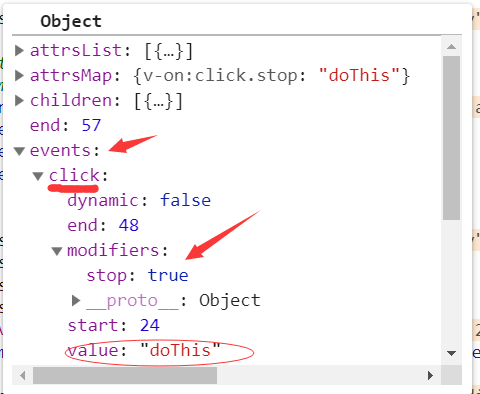 Object
attrsList: [{…}]
attrsMap: {v-on:click.stop: "doThis"}
children: [{…}]
end: 57
events:
click:
dynamic: false
end: 48
modifiers:
stop: true
__proto__: Object
start: 24
value: "doThis"